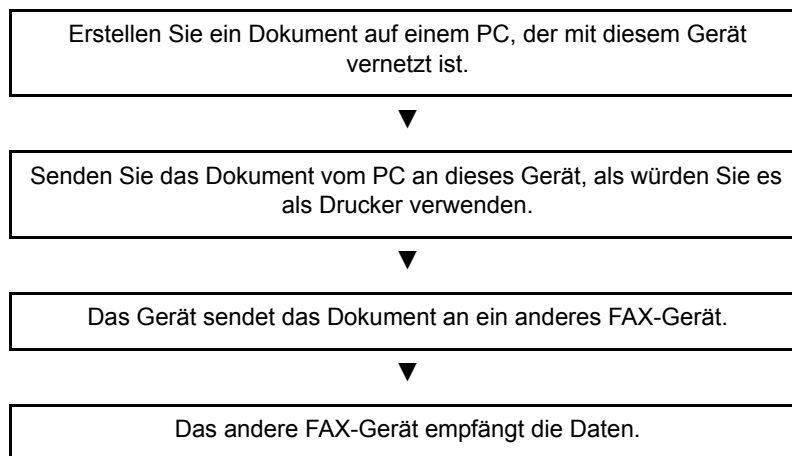 Erstellen Sie ein Dokument auf einem PC, der mit diesem Gerät
vernetzt ist.
▼
Senden Sie das Dokument vom PC an dieses Gerät, als würden Sie es
als Drucker verwenden.
▼
Das Gerät sendet das Dokument an ein anderes FAX-Gerät.
▼
Das andere FAX-Gerät empfängt die Daten.